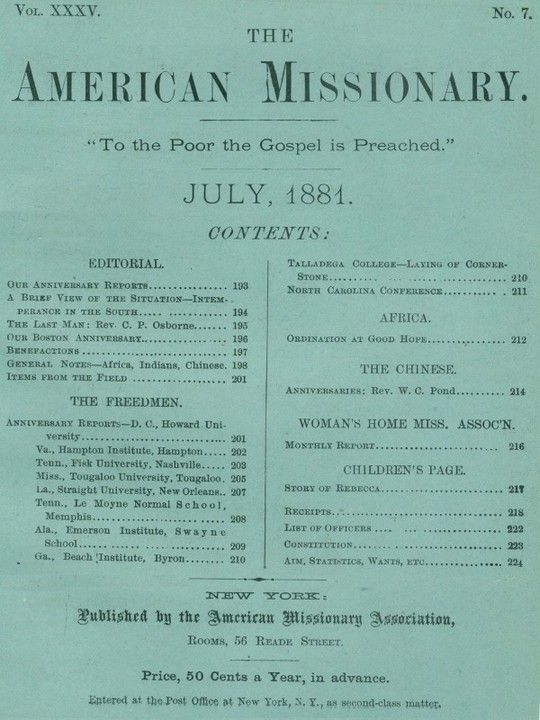 VOL. XXXV. No. 7.
THE
AMERICAN MISSIONARY.
"To the Poor the Gospel is Preached."
JULY, 1881.
CONTENTS:
EDITORIAL.
OUR ANNIVERSARY REPORTS............... 193
A BRIEF VIEW OF THE SITUATION—INTEM-
PERANCE IN THE SOUTH..... ............... 194
THE LAST MAN: Rev. C. P. Osborne....... 195
OUR BOSTON ANNIVERSARY................. 196
BENEFACTIONS ............................ 197
GENERAL NOTES—Africa, Indians, Chinese. 198
ITEMS FROM THE FIELD ................... 201
THE FREEDMEN.
ANNIVERSARY REPORTS—D. C., Howard Uni-
versity............................... 201
Va., Hampton Institute, Hampton..... 202
Tenn., Fisk University, Nashville..... 203
Miss., Tougaloo University, Tougaloo. 205
La., Straight University, New Orleans.. 207
Tenn., Le Moyne Normal School,
Memphis............................ 208
Ala., Emerson Institute, Swayne
School............................... 209
Ga., Beach Institute, Byron........ 210
TALLADEGA COLLEGE—LAYING OF CORNER-
STONE.................................. 210
NORTH CAROLINA CONFERENCE........... 211
AFRICA.
ORDINATION AT GOOD HOPE.............. 212
THE CHINESE.
ANNIVERSARIES: Rev. W. C. Pond......... 214
WOMAN'S HOME MISS. ASSOC'N.
MONTHLY REPORT....................... 216
CHILDREN'S PAGE.
STORY OF REBECCA...................... 217
RECEIPTS............................... 218
LIST OF OFFICERS .... ................. 222
CONSTITUTION........................... 223
AIM, STATISTICS, WANTS, ETC............. 224
NEW YORK:
Published by the American Missionary Association,
ROOMS, 56 READE STREET.
Price, 50 Cents a Year, in advance.
Entered at the Post Office at New York, N. Y., as second-class matter.